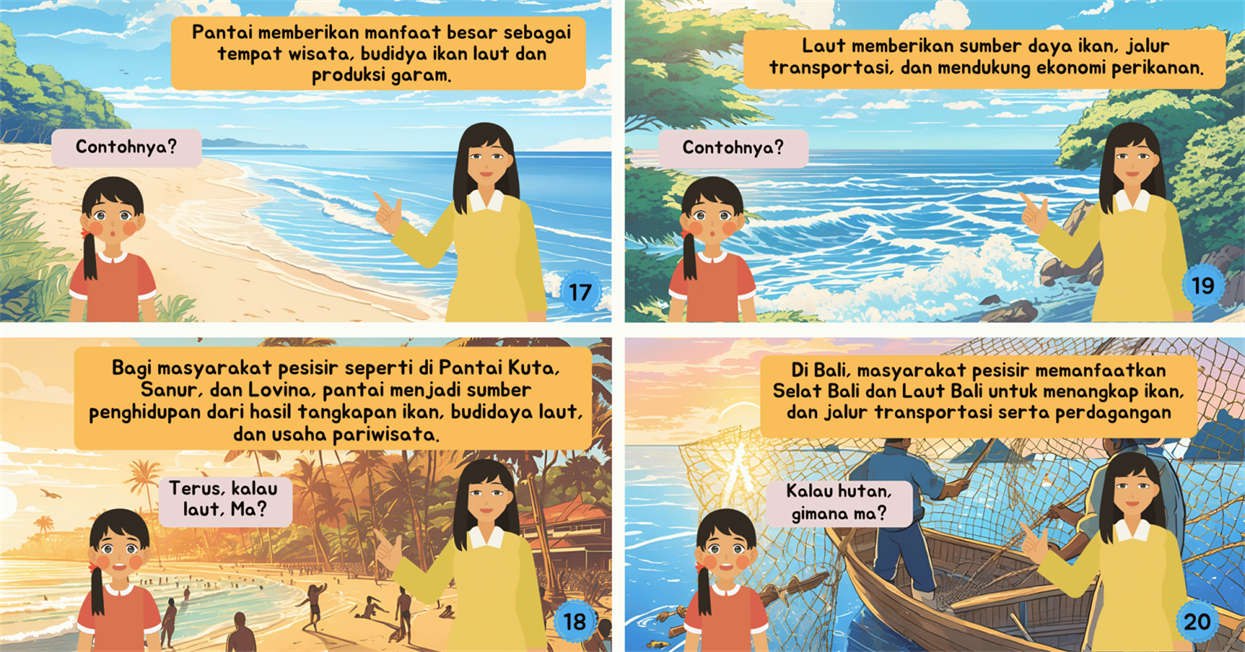 Pantai memberikan manfaat besar sebagai
tempat wisata, budidya ikan laut dan
produksi garam.
Contohnya?
17
Bagi masyarakat pesisir seperti di Pantai Kuta,
Sanur, dan Lovina, pantai menjadi sumber
penghidupan dari hasil tangkapan ikan, budidaya laut,
dan usaha pariwisata.
Terus, kalau
laut, Ma?
18
Laut memberikan sumber daya ikan, jalur
transportasi, dan mendukung ekonomi perikanan.
Contohnya?
19
Di Bali, masyarakat pesisir memanfaatkan
Selat Bali dan Laut Bali untuk menangkap ikan,
dan jalur transportasi serta perdagangan
Kalau hutan,
gimana ma?
20